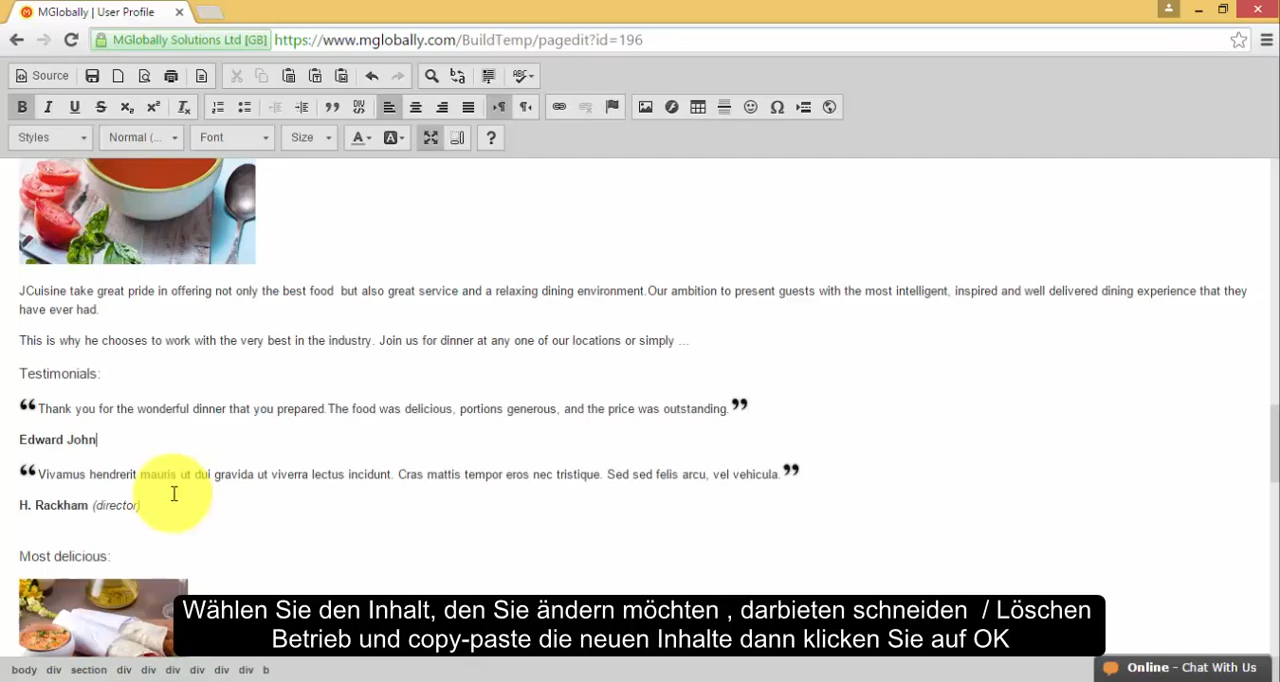 MGlobally | User Profile
MGlobally Solutions Ltd [GB] https://www.mglobally.com/BuildTemp/pagedit?id=196
Source
Styles Normal (... Font Size
JCuisine take great pride in offering not only the best food but also great service and a relaxing dining environment.Our ambition to present guests with the most intelligent, inspired and well delivered dining experience that they
have ever had.
This is why he chooses to work with the very best in the industry. Join us for dinner at any one of our locations or simply …
Testimonials:
“Thank you for the wonderful dinner that you prepared.The food was delicious, portions generous, and the price was outstanding.”
Edward John
“Vivamus hendrerit mauris ut dui gravida ut viverra lectus incidunt. Cras mattis tempor eros nec tristique. Sed sed felis arcu, vel vehicula.”
H. Rackham (director)
Most delicious:
Wählen Sie den Inhalt, den Sie ändern möchten , darbieten schneiden / Löschen
Betrieb und copy-paste die neuen Inhalte dann klicken Sie auf OK
body div section div div div div div div b
Online - Chat With Us